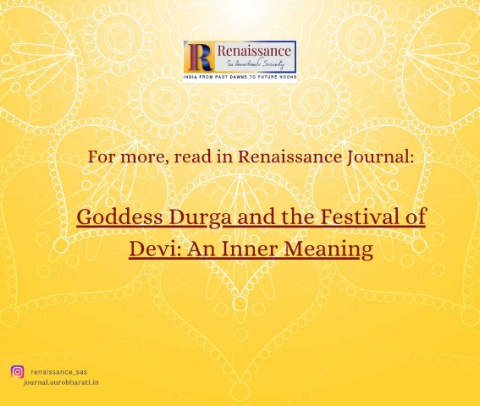 Renaissance
Sri Aurobindo Society
INDIA FROM PAST DAWNS TO FUTURE NOONS
For more, read in Renaissance Journal:
Goddess Durga and the Festival of
Devi: An Inner Meaning
renaissance_sas
journal.aurobharati.in